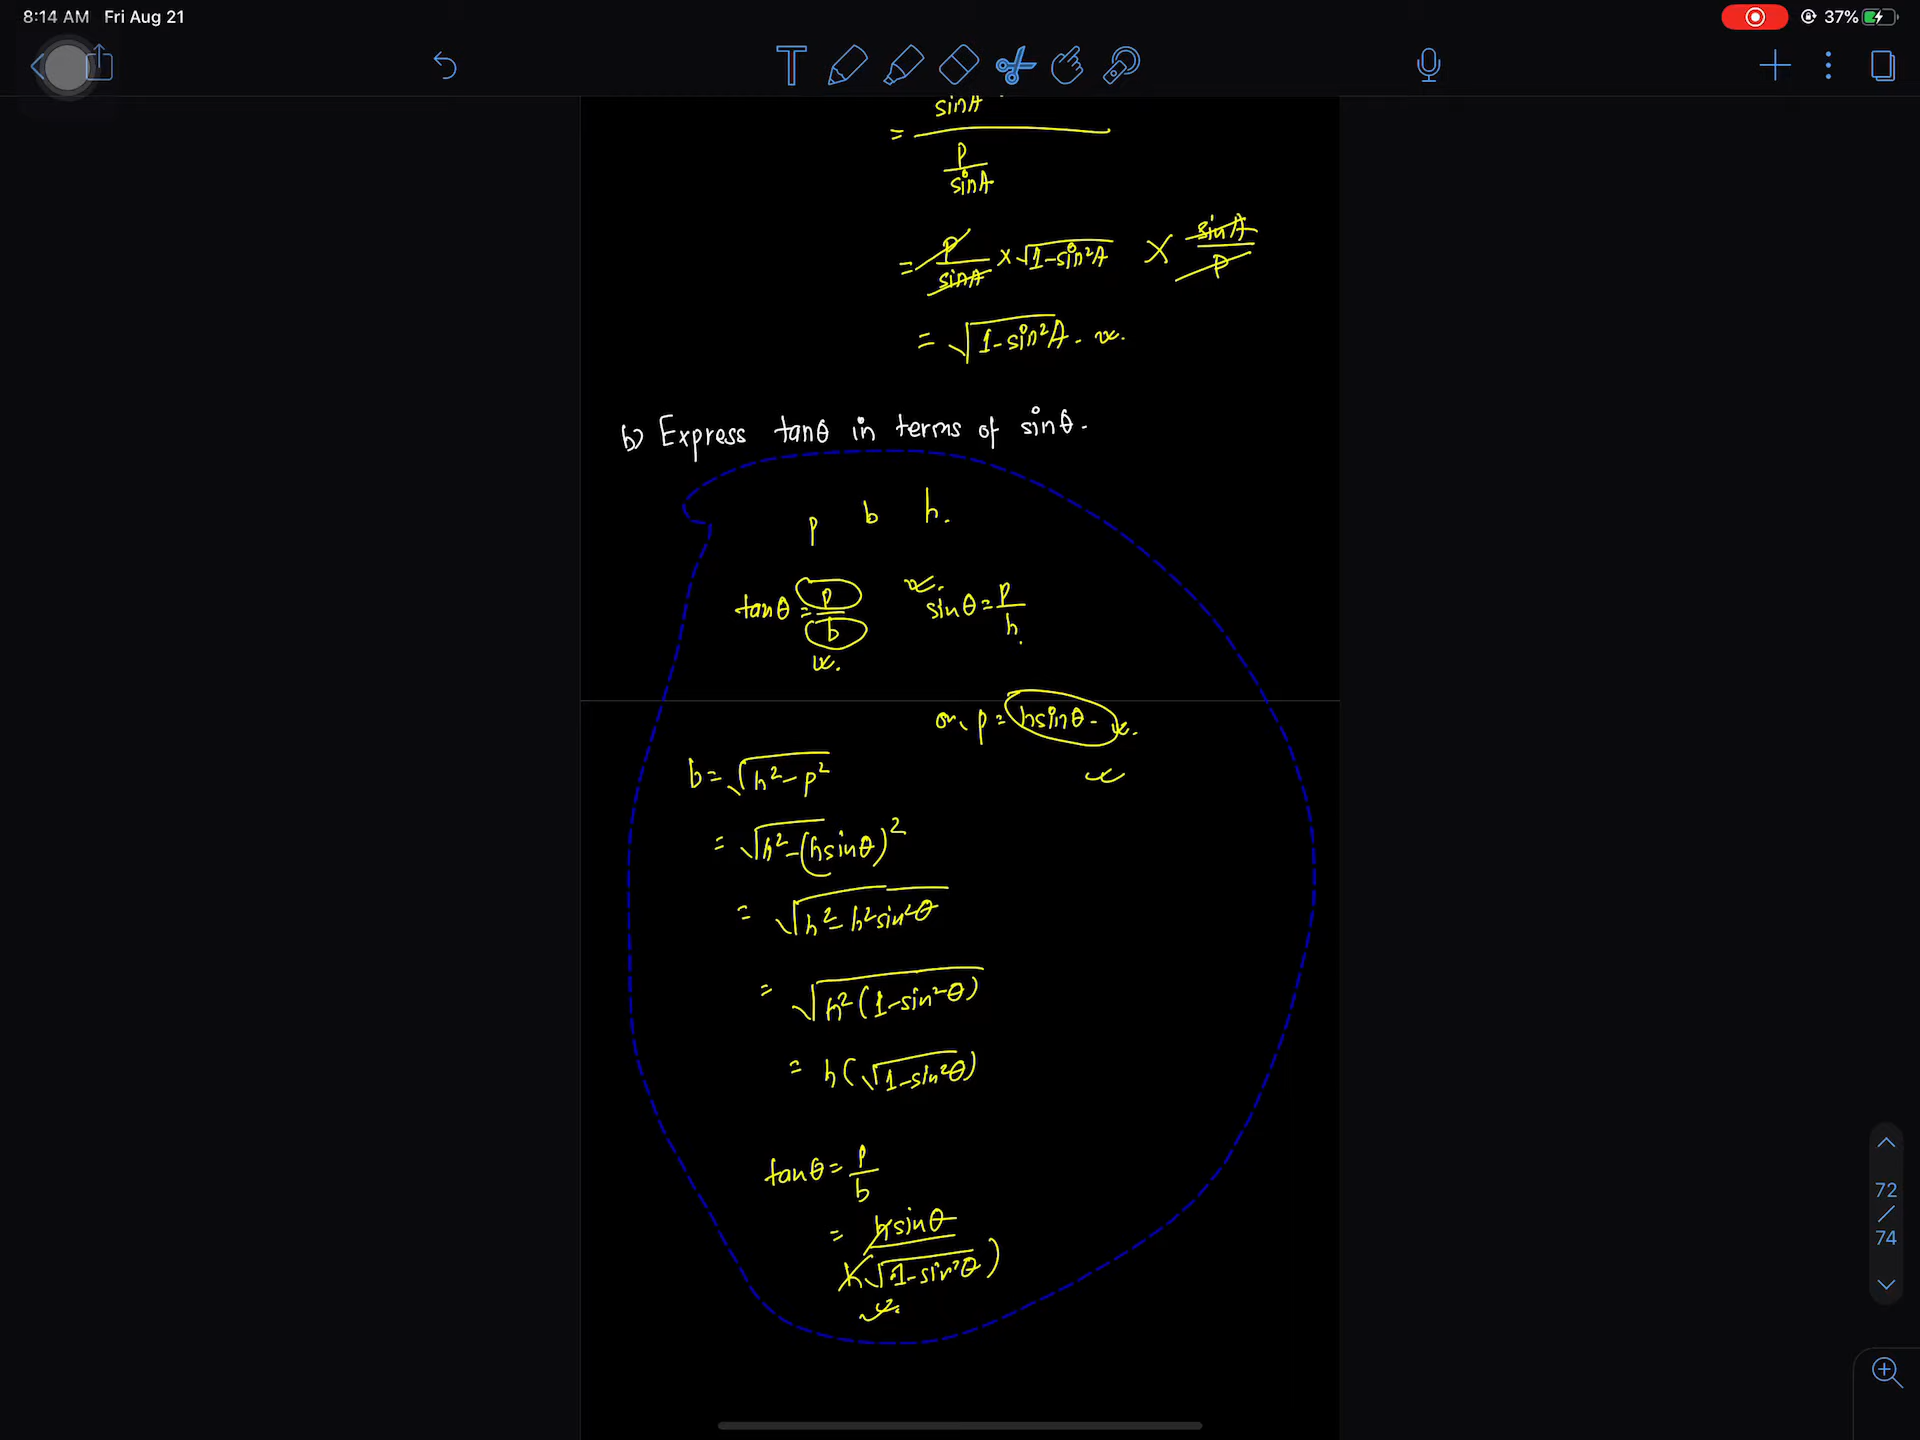 8:14 AM Fri Aug 21
37%
sinA
=
p
sinA
= p/sinA × √1-sin²A × sinA/p
= √1-sin²A.
b) Express tanθ in terms of sinθ.
p b h.
tanθ = p/b sinθ = p/h
or, p = hsinθ
b = √h²-p²
= √h²-(hsinθ)²
= √h²-h²sin²θ
= √h²(1-sin²θ)
= h(√1-sin²θ)
tanθ = p/b
= hsinθ
h√1-sin²θ)
72
/
74